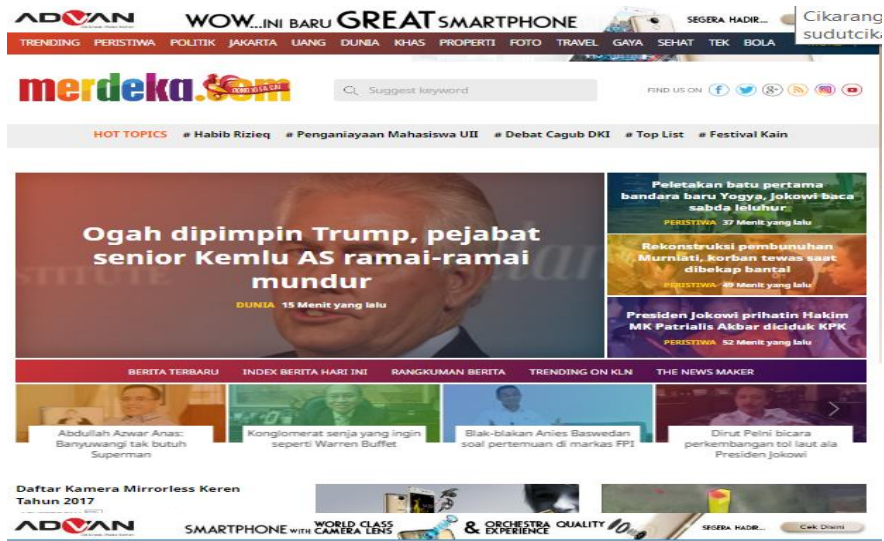 ADVAN
WOW...INI BARU GREAT SMARTPHONE
SEGERA HADIR...
Cikarang
sudutcika
TRENDING PERISTIWA POLITIK JAKARTA UANG DUNIA KHAS PROPERTI FOTO TRAVEL GAYA SEHAT TEK BOLA
merdeka.com
Suggest keyword
FIND US ON
HOT TOPICS # Habib Rizieq # Penganiayaan Mahasiswa UII # Debat Cagub DKI # Top List # Festival Kain
Ogah dipimpin Trump, pejabat
senior Kemlu AS ramai-ramai
mundur
DUNIA 15 Menit yang lalu
Peletakan batu pertama
bandara baru Yogya, Jokowi baca
sabda leluhur
PERISTIWA 37 Menit yang lalu
Rekonstruksi pembunuhan
Murniati, korban tewas saat
dibekap bantal
PERISTIWA 49 Menit yang lalu
Presiden Jokowi prihatin Hakim
MK Patrialis Akbar diciduk KPK
PERISTIWA 52 Menit yang lalu
BERITA TERBARU INDEX BERITA HARI INI RANGKUMAN BERITA TRENDING ON KLN THE NEWS MAKER
Abdullah Azwar Anas:
Banyuwangi tak butuh
Superman
Konglomerat senja yang ingin
seperti Warren Buffet
Blak-blakan Anies Baswedan
soal pertemuan di markas FPI
Dirut Pelni bicara
perkembangan tol laut ala
Presiden Jokowi
Daftar Kamera Mirrorless Keren
Tahun 2017
ADVAN
SMARTPHONE WITH WORLD CLASS CAMERA LENS & ORCHESTRA QUALITY EXPERIENCE
SEGERA HADIR...
Cek Disini